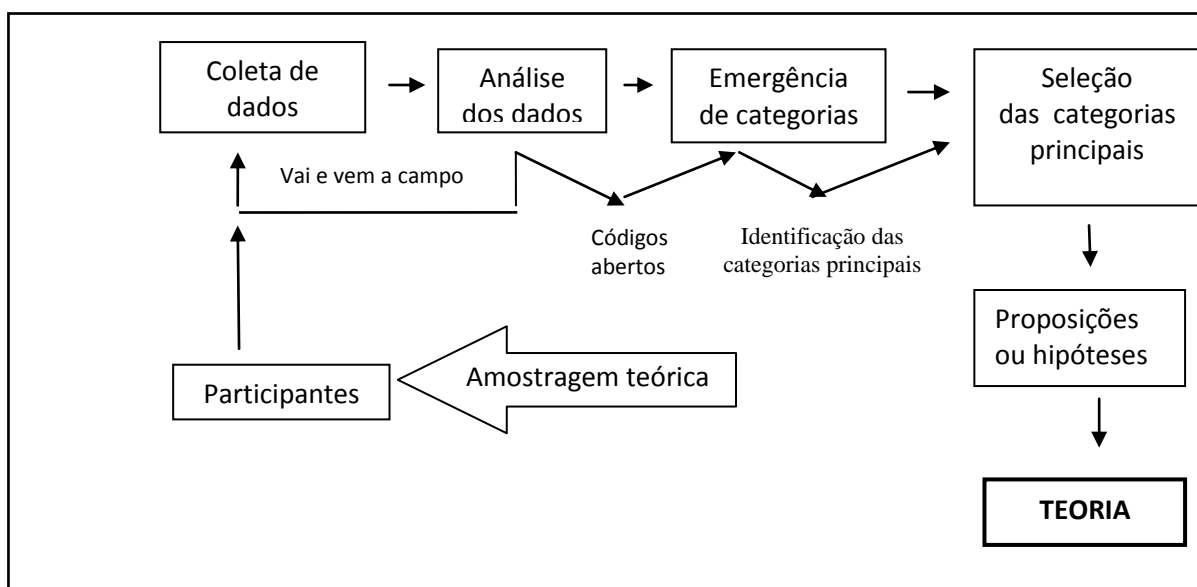 Coleta de
dados
Análise
dos dados
Emergência
de categorias
Seleção
das categorias
principais
Vai e vem a campo
Códigos
abertos
Identificação das
categorias principais
Proposições
ou hipóteses
Participantes
Amostragem teórica
TEORIA